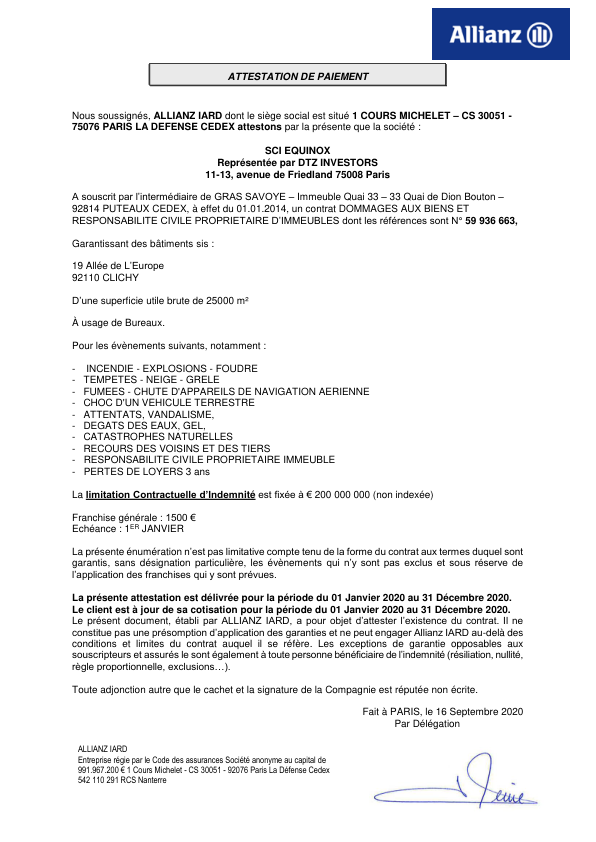 Allianz
ATTESTATION DE PAIEMENT
Nous soussignés, ALLIANZ IARD dont le siège social est situé 1 COURS MICHELET – CS 30051 -
75076 PARIS LA DEFENSE CEDEX attestons par la présente que la société :
SCI EQUINOX
Représentée par DTZ INVESTORS
11-13, avenue de Friedland 75008 Paris
A souscrit par l'intermédiaire de GRAS SAVOYE – Immeuble Quai 33 – 33 Quai de Dion Bouton –
92814 PUTEAUX CEDEX, à effet du 01.01.2014, un contrat DOMMAGES AUX BIENS ET
RESPONSABILITE CIVILE PROPRIETAIRE D'IMMEUBLES dont les références sont N° 59 936 663,
Garantissant des bâtiments sis :
19 Allée de L'Europe
92110 CLICHY
D'une superficie utile brute de 25000 m²
À usage de Bureaux.
Pour les évènements suivants, notamment :
- INCENDIE - EXPLOSIONS - FOUDRE
- TEMPETES - NEIGE - GRELE
- FUMEES - CHUTE D'APPAREILS DE NAVIGATION AERIENNE
- CHOC D'UN VEHICULE TERRESTRE
- ATTENTATS, VANDALISME,
- DEGATS DES EAUX, GEL,
- CATASTROPHES NATURELLES
- RECOURS DES VOISINS ET DES TIERS
- RESPONSABILITE CIVILE PROPRIETAIRE IMMEUBLE
- PERTES DE LOYERS 3 ans
La limitation Contractuelle d'Indemnité est fixée à € 200 000 000 (non indexée)
Franchise générale : 1500 €
Echéance : 1ER JANVIER
La présente énumération n'est pas limitative compte tenu de la forme du contrat aux termes duquel sont
garantis, sans désignation particulière, les évènements qui n'y sont pas exclus et sous réserve de
l'application des franchises qui y sont prévues.
La présente attestation est délivrée pour la période du 01 Janvier 2020 au 31 Décembre 2020.
Le client est à jour de sa cotisation pour la période du 01 Janvier 2020 au 31 Décembre 2020.
Le présent document, établi par ALLIANZ IARD, a pour objet d'attester l'existence du contrat. Il ne
constitue pas une présomption d'application des garanties et ne peut engager Allianz IARD au-delà des
conditions et limites du contrat auquel il se réfère. Les exceptions de garantie opposables aux
souscripteurs et assurés le sont également à toute personne bénéficiaire de l'indemnité (résiliation, nullité,
règle proportionnelle, exclusions…).
Toute adjonction autre que le cachet et la signature de la Compagnie est réputée non écrite.
Fait à PARIS, le 16 Septembre 2020
Par Délégation
ALLIANZ IARD
Entreprise régie par le Code des assurances Société anonyme au capital de
991.967.200 € 1 Cours Michelet - CS 30051 - 92076 Paris La Défense Cedex
542 110 291 RCS Nanterre